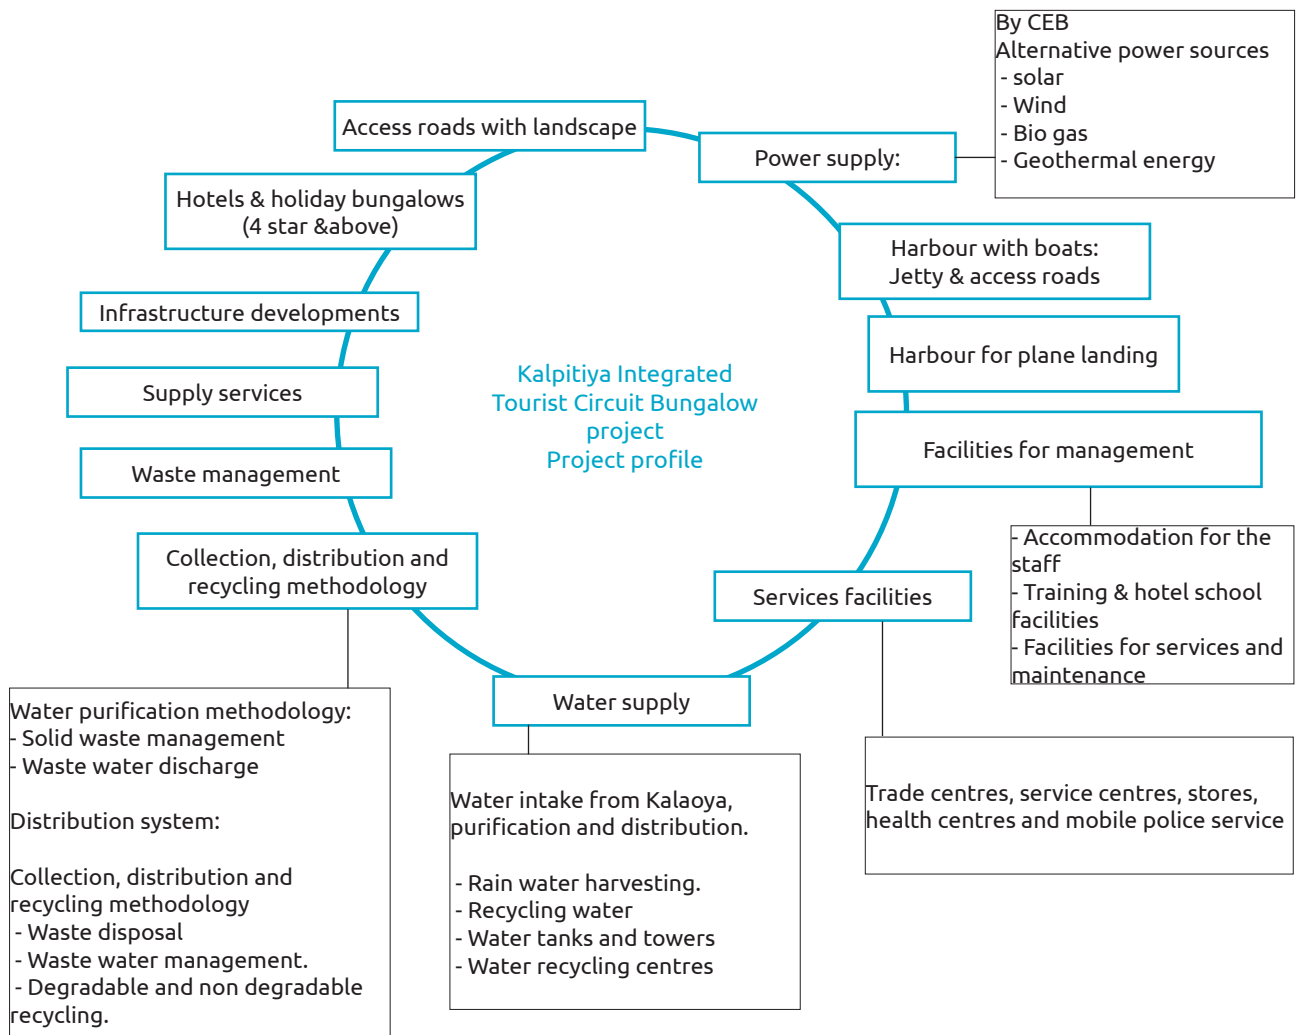 By CEB
Alternative power sources
- solar
- Wind
- Bio gas
- Geothermal energy
Access roads with landscape
Power supply:
Hotels & holiday bungalows
(4 star &above)
Harbour with boats:
Jetty & access roads
Infrastructure developments
Harbour for plane landing
Supply services
Kalpitiya Integrated
Tourist Circuit Bungalow
project
Project profile
Facilities for management
Waste management
- Accommodation for the
staff
- Training & hotel school
facilities
- Facilities for services and
maintenance
Collection, distribution and
recycling methodology
Services facilities
Water supply
Water purification methodology:
- Solid waste management
- Waste water discharge
Distribution system:
Collection, distribution and
recycling methodology
- Waste disposal
- Waste water management.
- Degradable and non degradable
recycling.
Water intake from Kalaoya,
purification and distribution.
- Rain water harvesting.
- Recycling water
- Water tanks and towers
- Water recycling centres
Trade centres, service centres, stores,
health centres and mobile police service